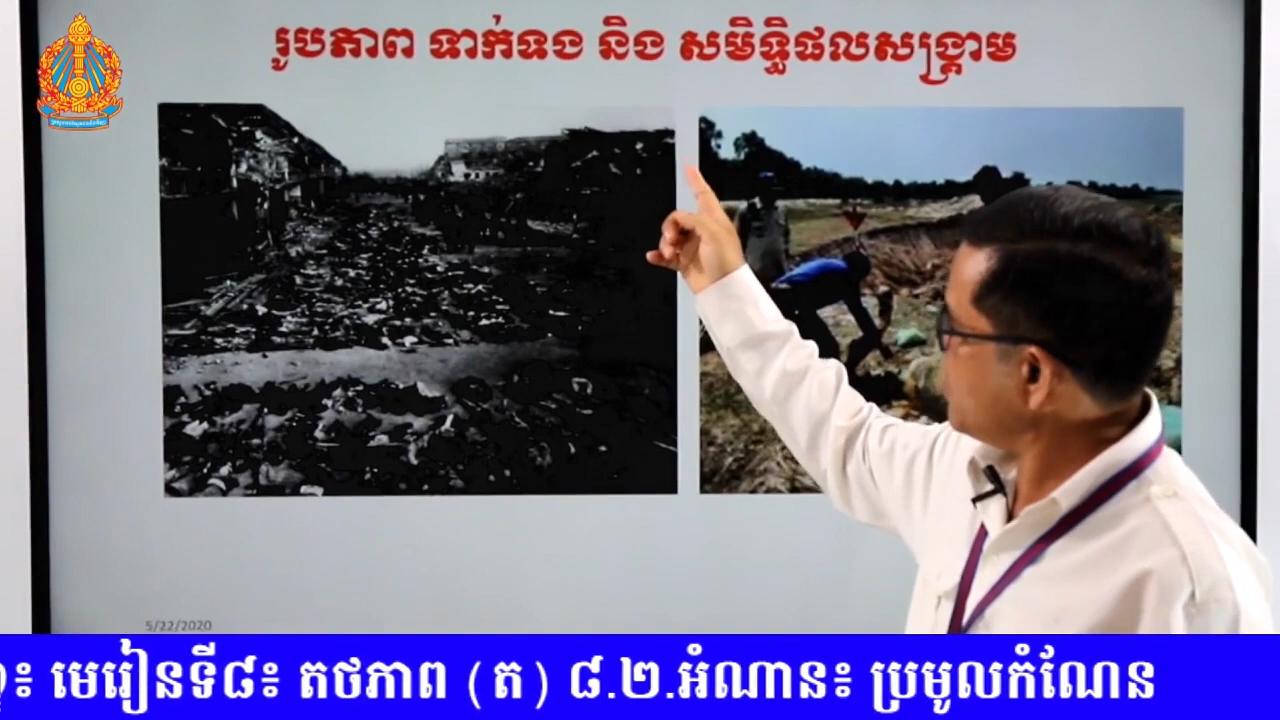 រូបភាព ទាក់ទង និង សមិទ្ធិផលសង្គ្រាម
5/22/2020
៖ មេរៀនទី៨៖ តថភាព (ត) ៨.២.អំណាន៖ ប្រមូលកំណែន